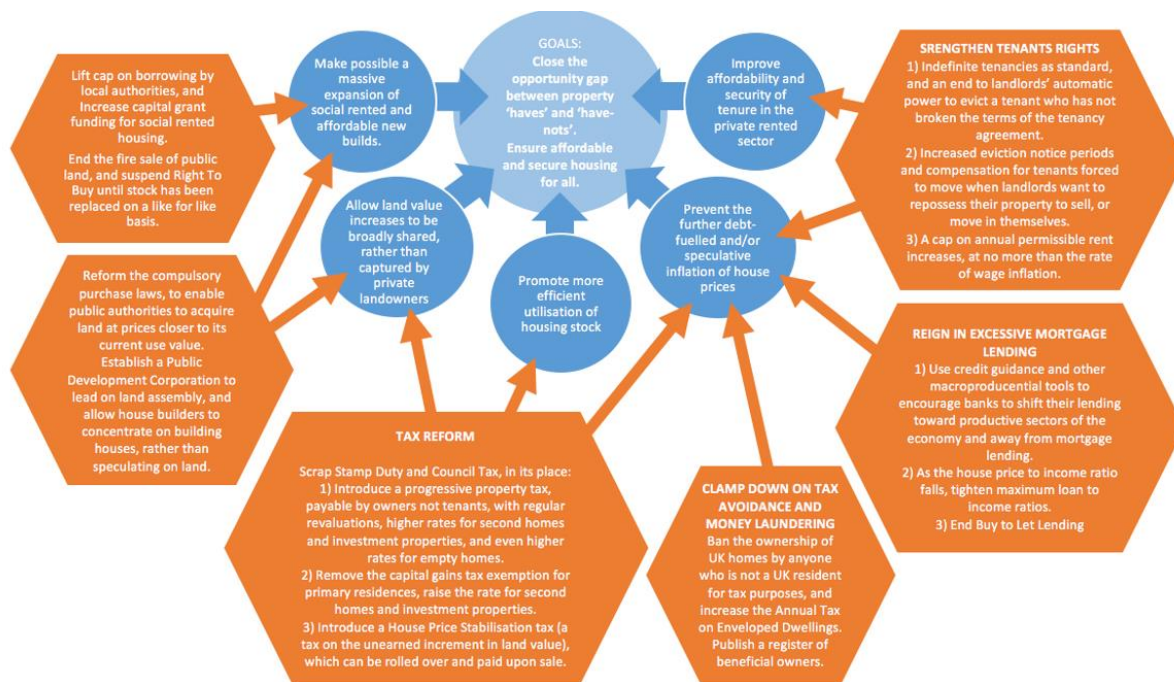 Lift cap on borrowing by
local authorities, and
Increase capital grant
funding for social rented
housing.
End the fire sale of public
land, and suspend Right To
Buy until stock has been
replaced on a like for like
basis.
Make possible a
massive
expansion of
social rented and
affordable new
builds.
GOALS:
Close the
opportunity gap
between property
‘haves’ and ‘have-
nots’.
Ensure affordable
and secure housing
for all.
Improve
affordability and
security of
tenure in the
private rented
sector
SRENGTHEN TENANTS RIGHTS
1) Indefinite tenancies as standard,
and an end to landlords’ automatic
power to evict a tenant who has not
broken the terms of the tenancy
agreement.
2) Increased eviction notice periods
and compensation for tenants forced
to move when landlords want to
repossess their property to sell, or
move in themselves.
3) A cap on annual permissible rent
increases, at no more than the rate
of wage inflation.
Reform the compulsory
purchase laws, to enable
public authorities to acquire
land at prices closer to its
current use value.
Establish a Public
Development Corporation to
lead on land assembly, and
allow house builders to
concentrate on building
houses, rather than
speculating on land.
Allow land value
increases to be
broadly shared,
rather than
captured by
private
landowners
Promote more
efficient
utilisation of
housing stock
Prevent the
further debt-
fuelled and/or
speculative
inflation of house
prices
REIGN IN EXCESSIVE MORTGAGE
LENDING
1) Use credit guidance and other
macroproducential tools to
encourage banks to shift their lending
toward productive sectors of the
economy and away from mortgage
lending.
2) As the house price to income ratio
falls, tighten maximum loan to
income ratios.
3) End Buy to Let Lending
TAX REFORM
Scrap Stamp Duty and Council Tax, in its place:
1) Introduce a progressive property tax,
payable by owners not tenants, with regular
revaluations, higher rates for second homes
and investment properties, and even higher
rates for empty homes.
2) Remove the capital gains tax exemption for
primary residences, raise the rate for second
homes and investment properties.
3) Introduce a House Price Stabilisation tax (a
tax on the unearned increment in land value),
which can be rolled over and paid upon sale.
CLAMP DOWN ON TAX
AVOIDANCE AND
MONEY LAUNDERING
Ban the ownership of
UK homes by anyone
who is not a UK resident
for tax purposes, and
increase the Annual Tax
on Enveloped Dwellings.
Publish a register of
beneficial owners.